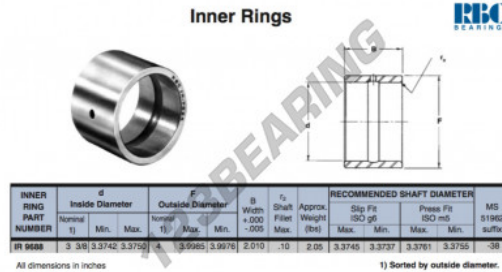 Inner Rings
RBC
BEARINGS
B
r
d
F
123BEARING
INNER RING PART NUMBER
d
Inside Diameter
Nominal 1)
Min.
Max.
F
Outside Diameter
Nominal 1)
Max.
Min.
B
Width
+.000
-.005
Shaft Fillet Max.
Approx. Weight (lbs)
RECOMMENDED SHAFT DIAMETER
Slip Fit
ISO g6
Max.
Min.
Press Fit
ISO m5
Max.
Min.
MS 51962 suffix
IR 9688 3 3/8 3.3742 3.3750 4 3.9985 3.9976 2.010 .10 2.05 3.3745 3.3737 3.3761 3.3755 -38
All dimensions in inches
1) Sorted by outside diameter.